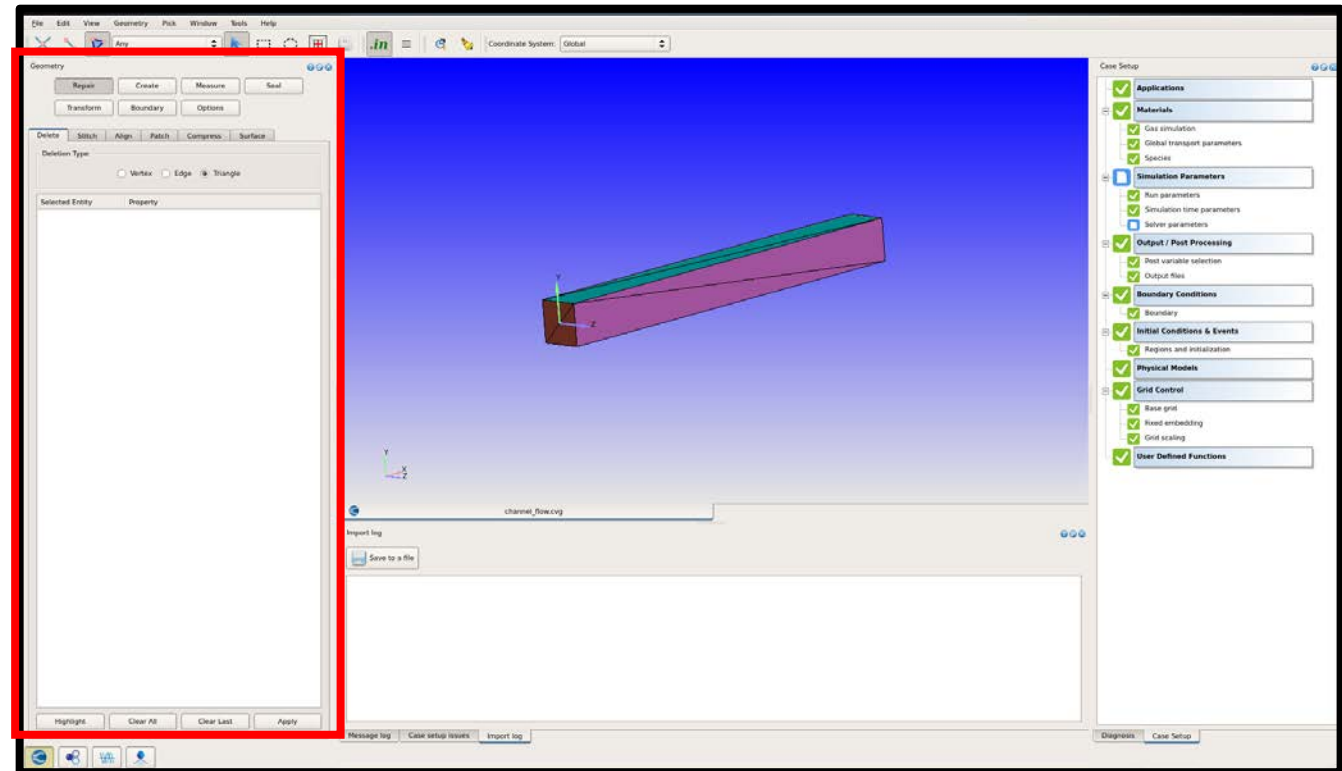 File Edit View Geometry Pick Window Tools Help
Any .in Coordinate System: Global
Geometry
Repair Create Measure Seal
Transform Boundary Options
Delete Stitch Align Patch Compress Surface
Deletion Type
Vertex Edge Triangle
Selected Entity Property
Highlight Clear All Clear Last Apply
Y
Z
Y
X
Z
channel_flow.cvg
Import log
Save to a file
Message log Case setup issues Import log
Case Setup
Applications
Materials
Gas simulation
Global transport parameters
Species
Simulation Parameters
Run parameters
Simulation time parameters
Solver parameters
Output / Post Processing
Post variable selection
Output files
Boundary Conditions
Boundary
Initial Conditions & Events
Regions and initialization
Physical Models
Grid Control
Base grid
Fixed embedding
Grid scaling
User Defined Functions
Diagnosis Case Setup